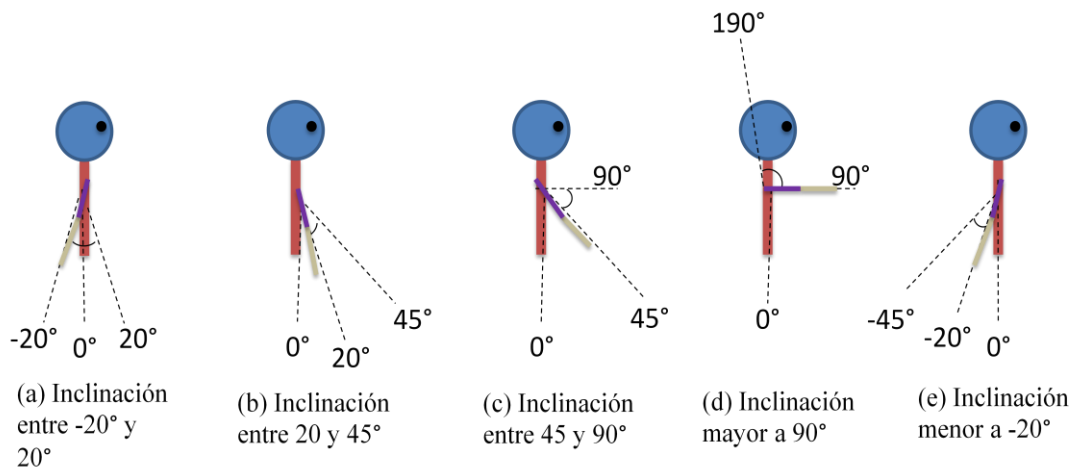 190°
90°
90°
-20°
0°
20°
0°
20°
45°
0°
45°
0°
-45°
-20°
0°
(a) Inclinación
entre -20° y
20°
(b) Inclinación
entre 20 y 45°
(c) Inclinación
entre 45 y 90°
(d) Inclinación
mayor a 90°
(e) Inclinación
menor a -20°